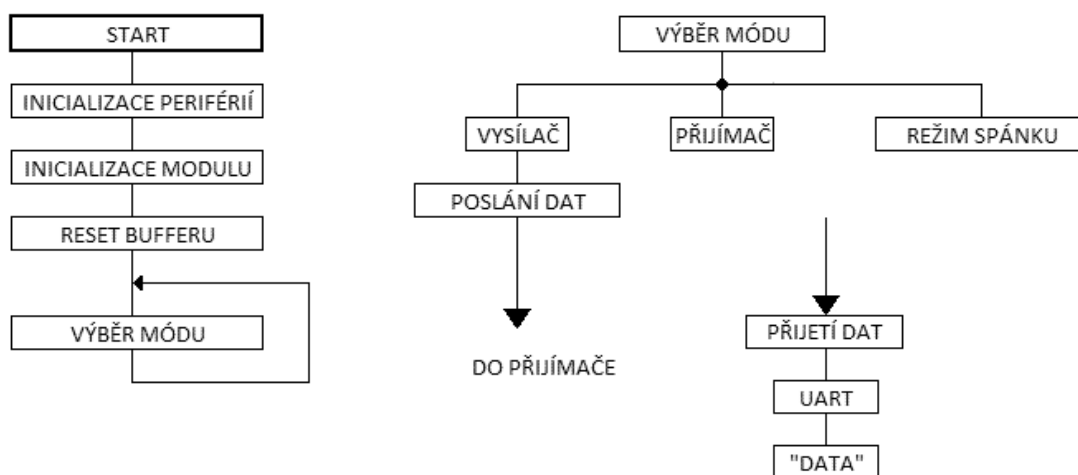 START
INICIALIZACE PERIFÉRIÍ
INICIALIZACE MODULU
RESET BUFFERU
VÝBĚR MÓDU
VÝBĚR MÓDU
VYSÍLAČ
PŘIJÍMAČ
REŽIM SPÁNKU
POSLÁNÍ DAT
DO PŘIJÍMAČE
PŘIJETÍ DAT
UART
"DATA"